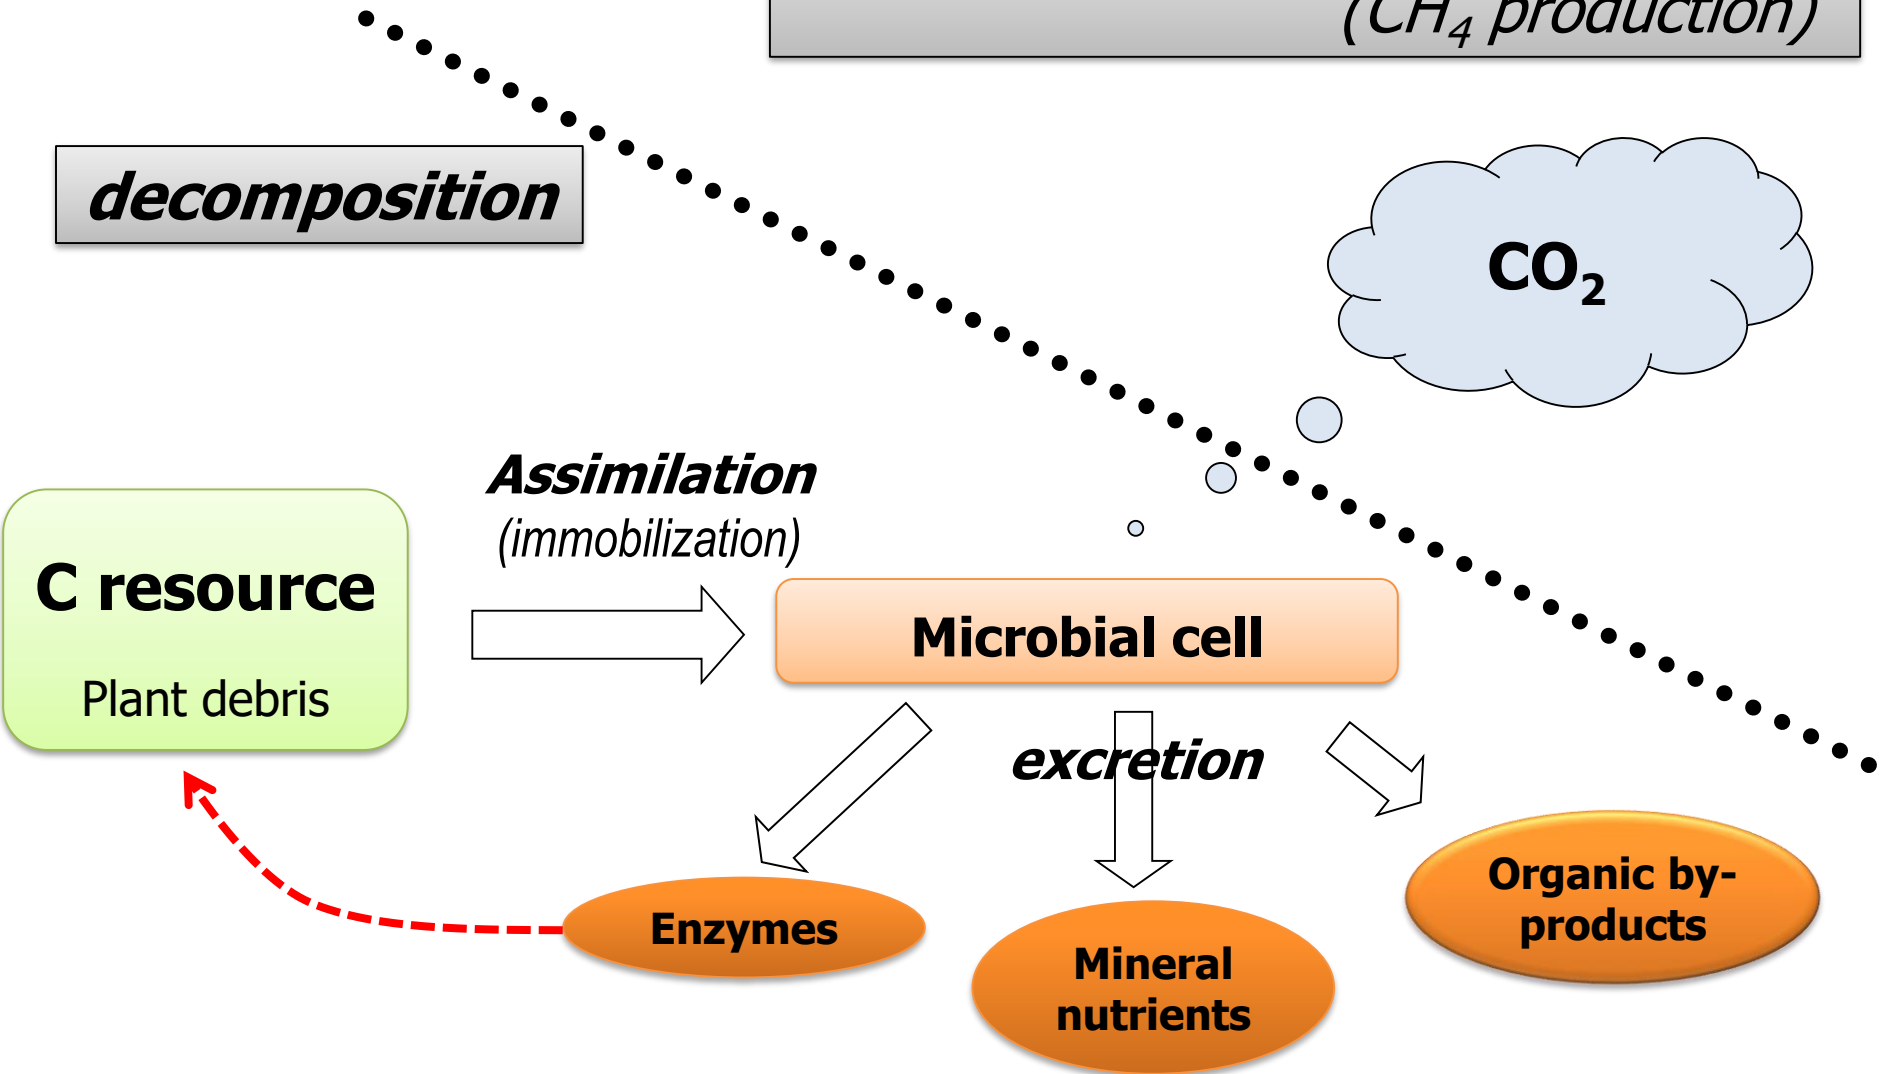 (CH₄ production)
decomposition
CO₂
Assimilation
(immobilization)
C resource
Plant debris
Microbial cell
excretion
Organic by-
products
Enzymes
Mineral
nutrients